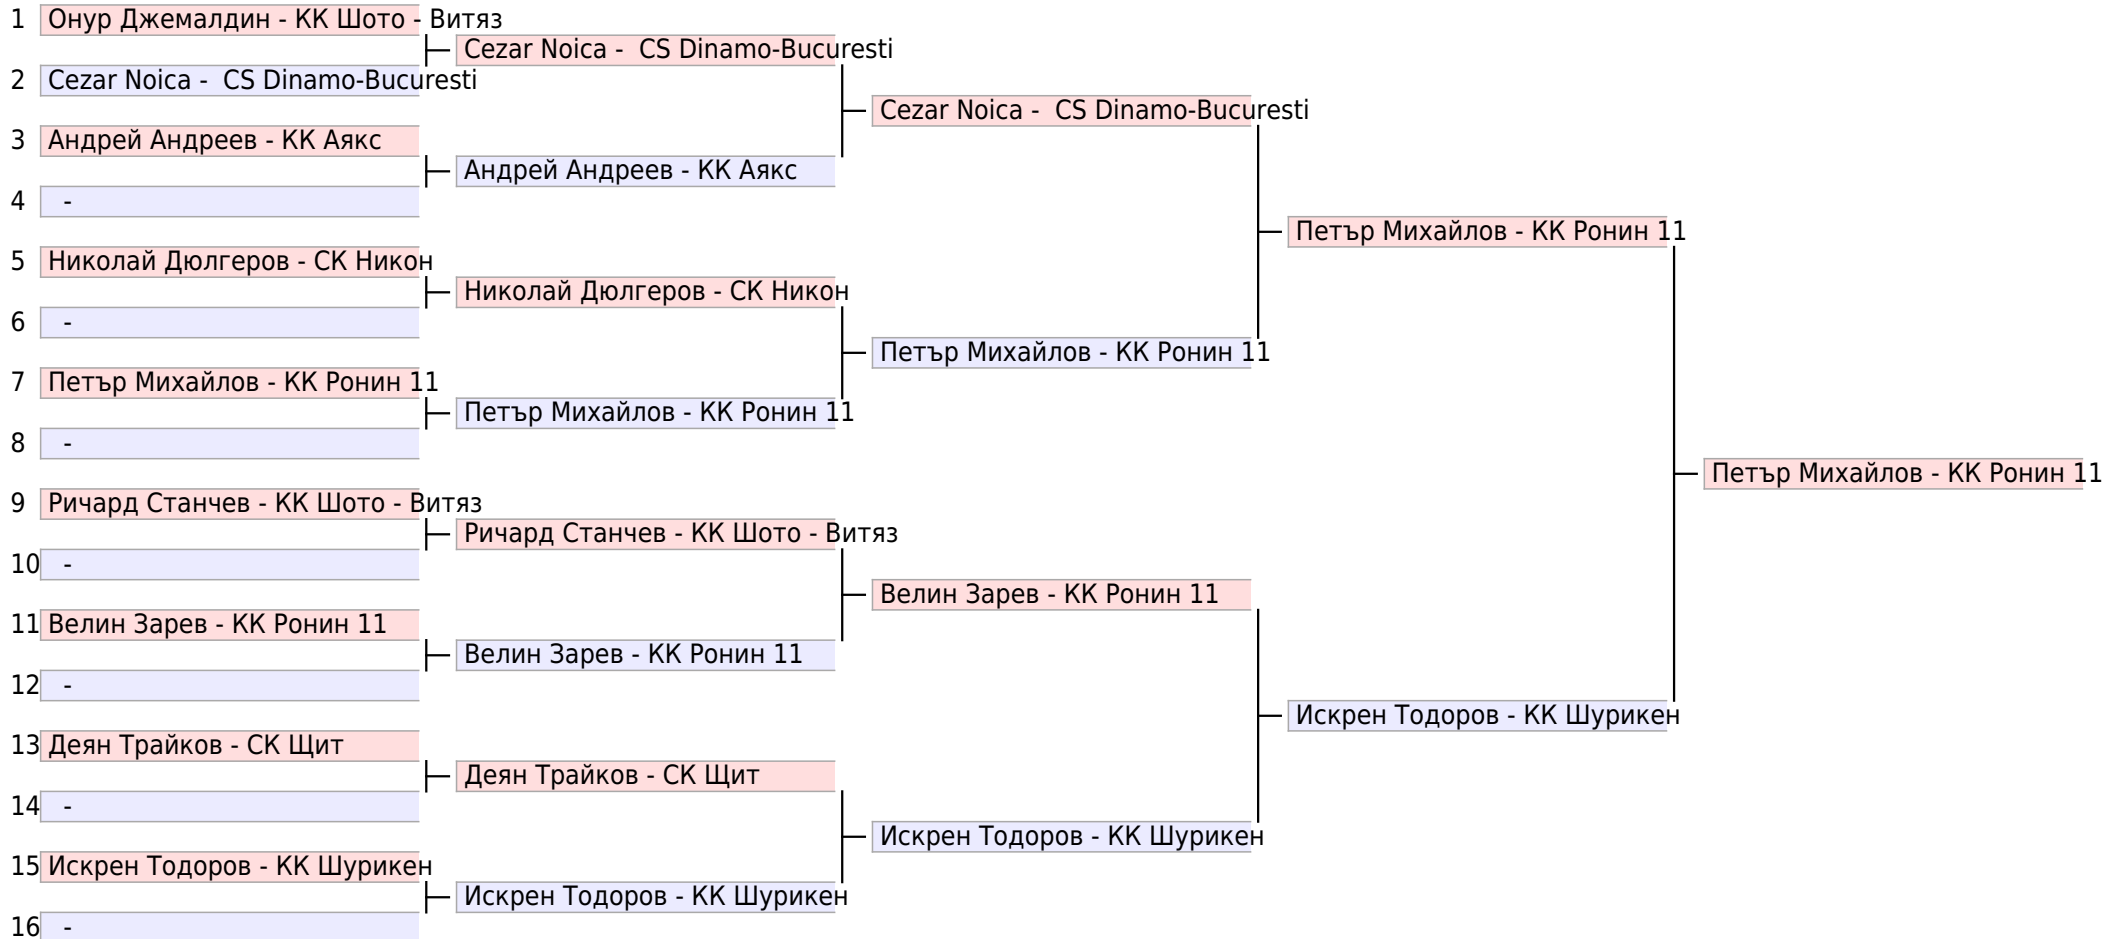 1 Онур Джемалдин - КК Шото - Витяз
Cezar Noica -  CS Dinamo-Bucuresti
2 Cezar Noica -  CS Dinamo-Bucuresti
Cezar Noica -  CS Dinamo-Bucuresti
3 Андрей Андреев - КК Аякс
Андрей Андреев - КК Аякс
4 -
Петър Михайлов - КК Ронин 11
5 Николай Дюлгеров - СК Никон
Николай Дюлгеров - СК Никон
6 -
Петър Михайлов - КК Ронин 11
7 Петър Михайлов - КК Ронин 11
Петър Михайлов - КК Ронин 11
8 -
Петър Михайлов - КК Ронин 11
9 Ричард Станчев - КК Шото - Витяз
Ричард Станчев - КК Шото - Витяз
10 -
Велин Зарев - КК Ронин 11
11 Велин Зарев - КК Ронин 11
Велин Зарев - КК Ронин 11
12 -
Искрен Тодоров - КК Шурикен
13 Деян Трайков - СК Щит
Деян Трайков - СК Щит
14 -
Искрен Тодоров - КК Шурикен
15 Искрен Тодоров - КК Шурикен
Искрен Тодоров - КК Шурикен
16 -